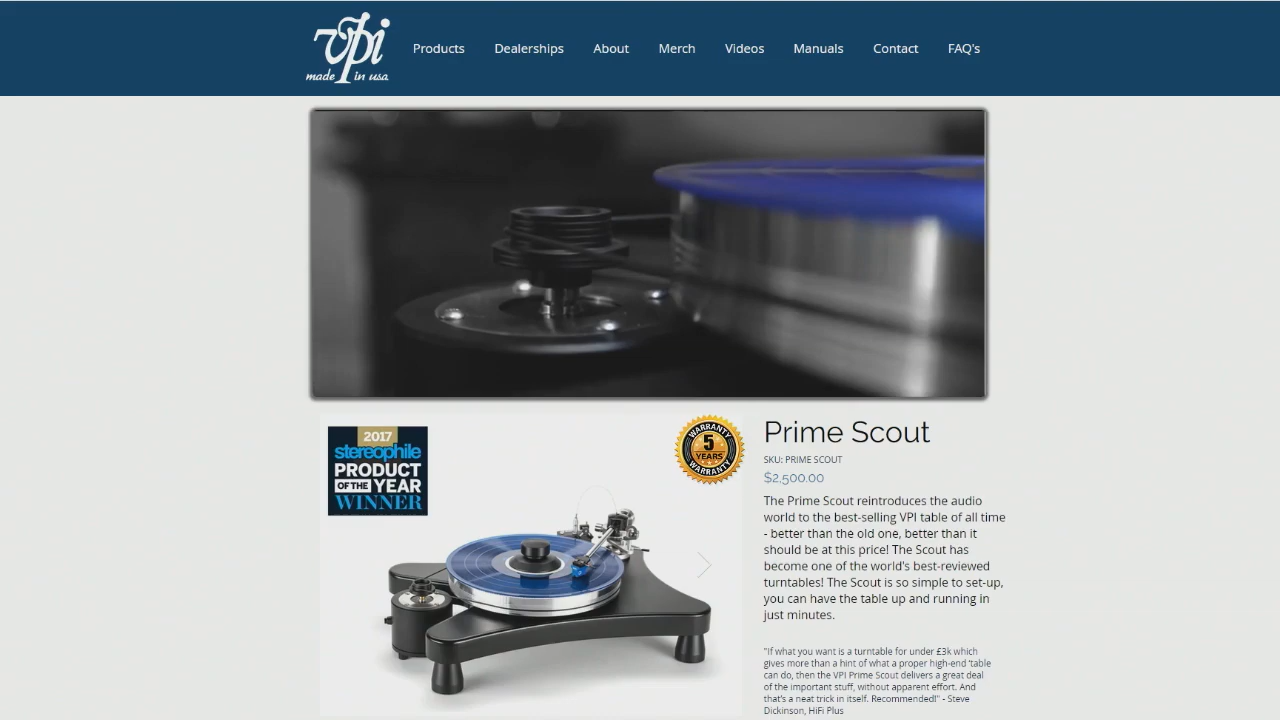 vpi
made in usa
Products Dealerships About Merch Videos Manuals Contact FAQ's
2017
stereophile
PRODUCT
OF THE YEAR
WINNER
WARRANTY
5
YEARS
WARRANTY
Prime Scout
SKU: PRIME SCOUT
$2,500.00
The Prime Scout reintroduces the audio
world to the best-selling VPI table of all time
- better than the old one, better than it
should be at this price! The Scout has
become one of the world's best-reviewed
turntables! The Scout is so simple to set-up,
you can have the table up and running in
just minutes.
"If what you want is a turntable for under £3k which
gives more than a hint of what a proper high-end 'table
can do, then the VPI Prime Scout delivers a great deal
of the important stuff, without apparent effort. And
that's a neat trick in itself. Recommended!" - Steve
Dickinson, HiFi Plus